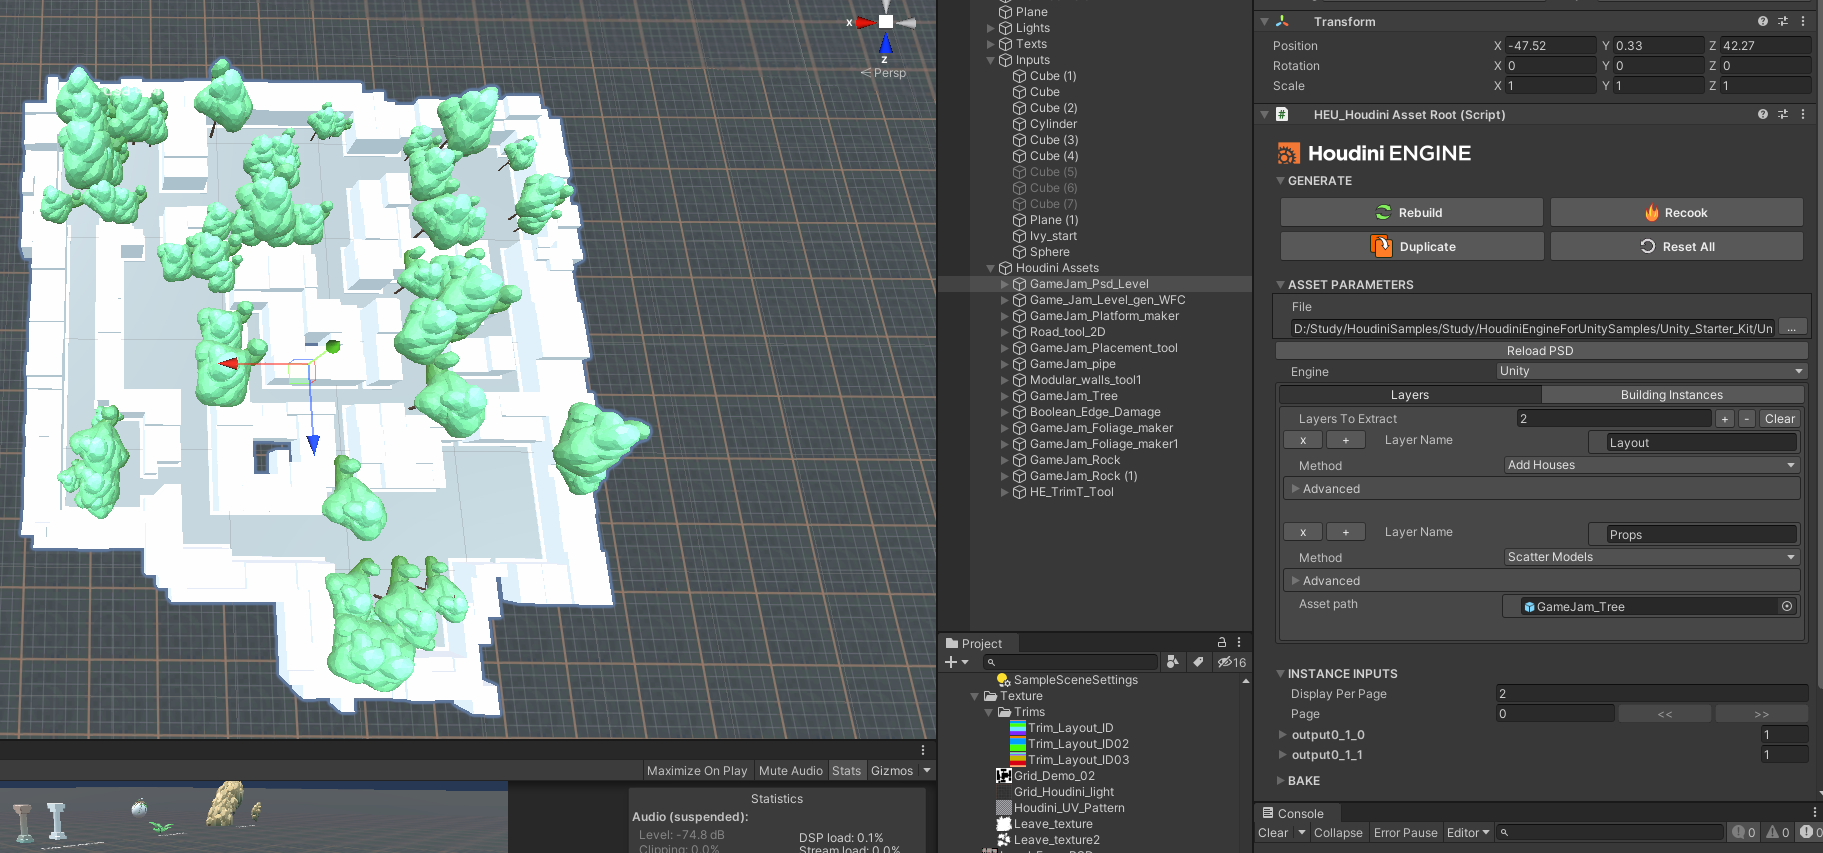 x
z
Persp
Maximize On Play
Mute Audio
Stats
Gizmos
Statistics
Audio (suspended):
Level: -74.8 dB
DSP load: 0.1%
Clipping: 0.0%
Stream load: 0.0%
Plane
Lights
Texts
Inputs
Cube (1)
Cube
Cube (2)
Cylinder
Cube (3)
Cube (4)
Cube (5)
Cube (6)
Cube (7)
Plane (1)
Ivy_start
Sphere
Houdini Assets
GameJam_Psd_Level
Game_Jam_Level_gen_WFC
GameJam_Platform_maker
Road_tool_2D
GameJam_Placement_tool
GameJam_pipe
Modular_walls_tool1
GameJam_Tree
Boolean_Edge_Damage
GameJam_Foliage_maker
GameJam_Foliage_maker1
GameJam_Rock
GameJam_Rock (1)
HE_TrimT_Tool
Project
16
SampleSceneSettings
Texture
Trims
Trim_Layout_ID
Trim_Layout_ID02
Trim_Layout_ID03
Grid_Demo_02
Grid_Houdini_light
Houdini_UV_Pattern
Leave_texture
Leave_texture2
Transform
Position X -47.52 Y 0.33 Z 42.27
Rotation X 0 Y 0 Z 0
Scale X 1 Y 1 Z 1
# HEU_Houdini Asset Root (Script)
Houdini ENGINE
GENERATE
Rebuild
Recook
Duplicate
Reset All
ASSET PARAMETERS
File
D:/Study/HoudiniSamples/Study/HoudiniEngineForUnitySamples/Unity_Starter_Kit/Un ...
Reload PSD
Engine Unity
Layers Building Instances
Layers To Extract 2 + - Clear
x + Layer Name Layout
Method Add Houses
Advanced
x + Layer Name Props
Method Scatter Models
Advanced
Asset path GameJam_Tree
INSTANCE INPUTS
Display Per Page 2
Page 0 << >>
output0_1_0 1
output0_1_1 1
BAKE
Console
Clear Collapse Error Pause Editor 0 0 0